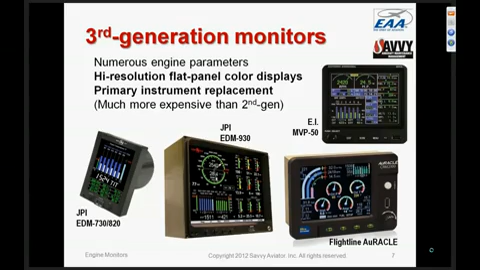 3rd-generation monitors
EAA
SAVVY
Numerous engine parameters
Hi-resolution flat-panel color displays
Primary instrument replacement
(Much more expensive than 2nd-gen)
E.I.
MVP-50
JPI
EDM-930
JPI
EDM-730/820
AuRACLE
Flightline AuRACLE
Engine Monitors
Copyright 2012 Savvy Aviator, Inc. All rights reserved.
7